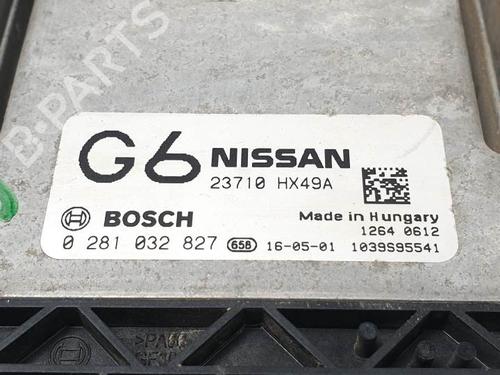 G6 NISSAN
23710 HX49A
BOSCH
Made in Hungary
0 281 032 827 658 16-05-01
1264 0612
1039S95541
B-PARTS